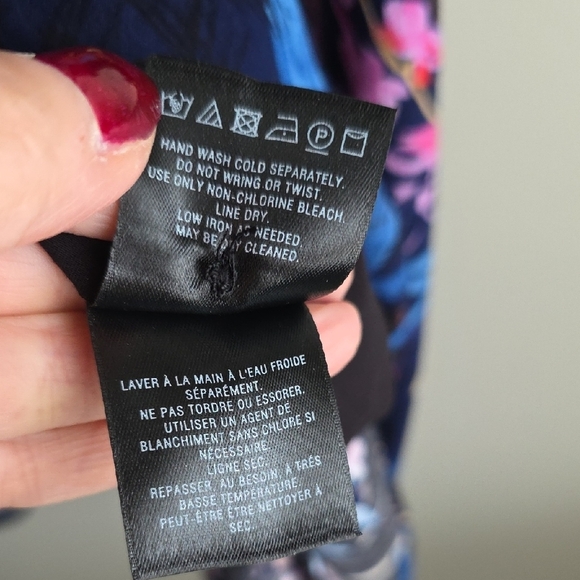 P
HAND WASH COLD SEPARATELY.
DO NOT WRING OR TWIST.
USE ONLY NON-CHLORINE BLEACH.
LINE DRY.
LOW IRON AS NEEDED
MAY BE DRY CLEANED.
LAVER À LA MAIN À L'EAU FROIDE
SÉPARÉMENT.
NE PAS TORDRE OU ESSORER.
UTILISER UN AGENT DE
BLANCHIMENT SANS CHLORE SI
NÉCESSAIRE.
LIGNE SEC.
REPASSER, AU BESOIN, À TRÈS
BASSE TEMPÉRATURE
PEUT-ÊTRE ÊTRE NETTOYER À
SEC.